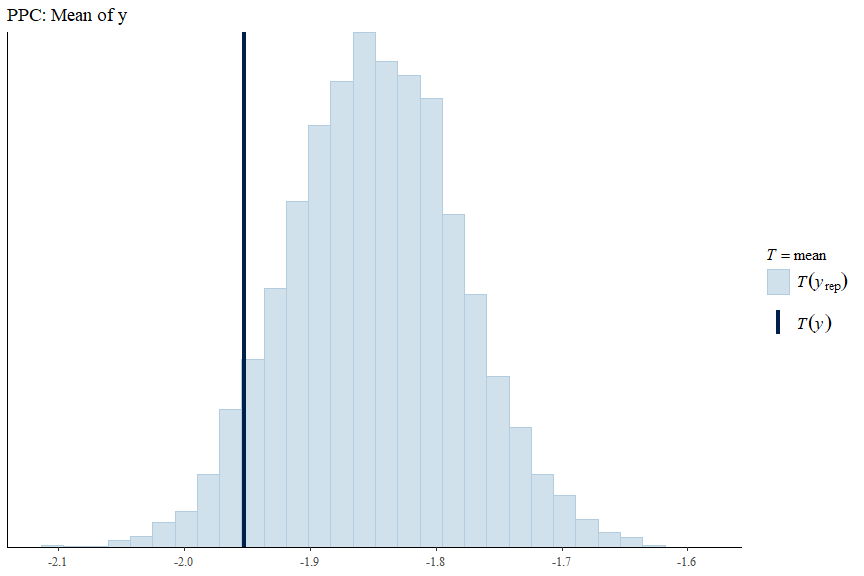 PPC: Mean of y
T = mean
T(yrep)
T(y)
-2.1 -2.0 -1.9 -1.8 -1.7 -1.6